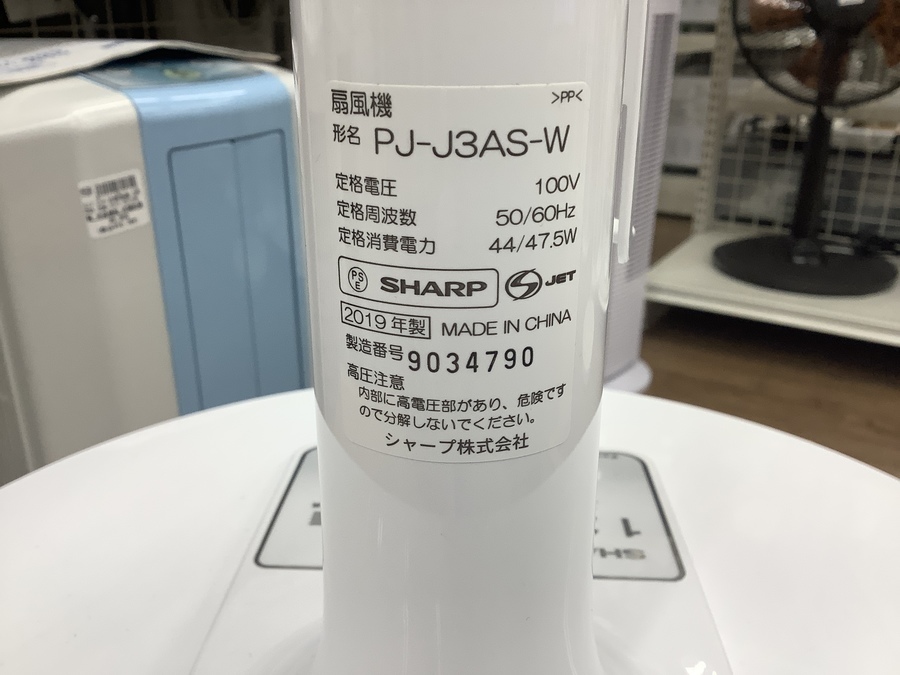 扇風機 >PP<
形名 PJ-J3AS-W
定格電圧 100V
定格周波数 50/60Hz
定格消費電力 44/47.5W
PS E SHARP JET
2019年製 MADE IN CHINA
製造番号 9034790
高圧注意
内部に高電圧部があり、危険です
ので分解しないでください。
シャープ株式会社